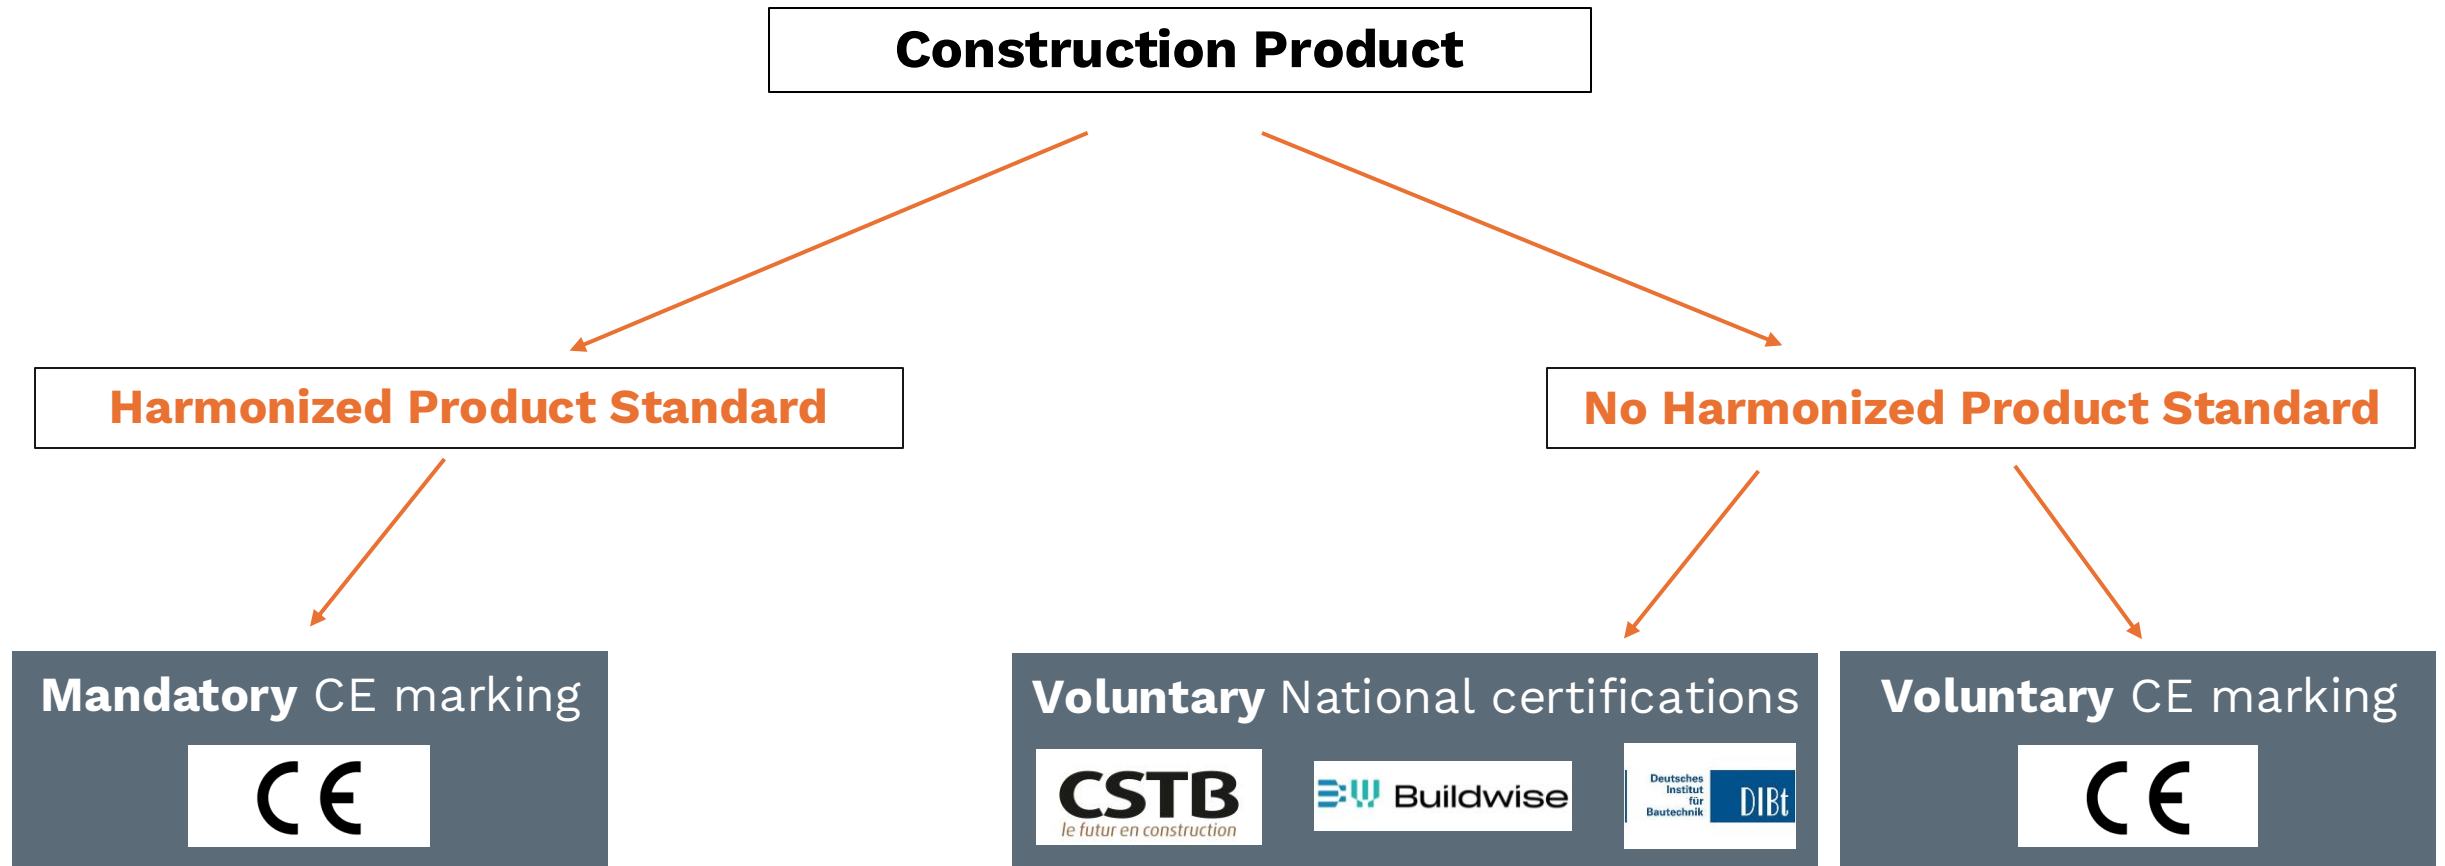 Construction Product
Harmonized Product Standard
No Harmonized Product Standard
Mandatory CE marking
CE
Voluntary National certifications
CSTB
le futur en construction
Buildwise
Deutsches
Institut
für
Bautechnik
DIBt
Voluntary CE marking
CE